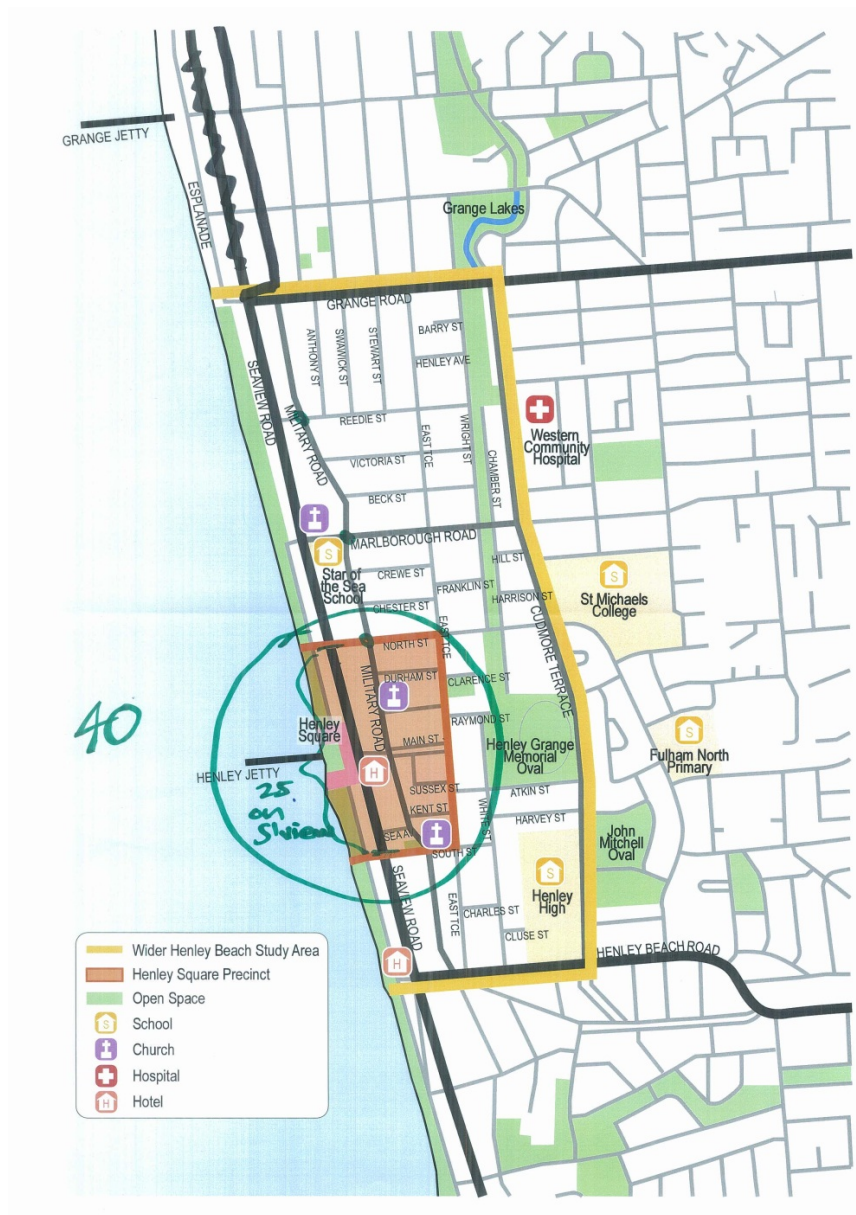 GRANGE JETTY
ESPLANADE
Grange Lakes
GRANGE ROAD
BARRY ST
ANTHONY ST
SWAWICK ST
STEWART ST
HENLEY AVE
SEAVIEW ROAD
MILITARY ROAD
REEDIE ST
EAST TCE
WRIGHT ST
Western
Community
Hospital
VICTORIA ST
CHAMBER ST
BECK ST
MARLBOROUGH ROAD
S
Star of
the Sea
School
CREWE ST
HILL ST
FRANKLIN ST
HARRISON ST
S
St Michaels
College
CHESTER ST
EAST TCE
CUDMORE TERRACE
NORTH ST
MILITARY ROAD
DURHAM ST
CLARENCE ST
40
Henley
Square
RAYMOND ST
MAIN ST
Henley Grange
Memorial
Oval
S
Fulham North
Primary
HENLEY JETTY
H
25
on
SUSSEX ST
ATKIN ST
KENT ST
WHITE ST
HARVEY ST
SEA
John
Mitchell
Oval
SOUTH ST
S
Henley
High
SEAVIEW ROAD
EAST TCE
CHARLES ST
CLUSE ST
HENLEY BEACH ROAD
H
Wider Henley Beach Study Area
Henley Square Precinct
Open Space
S School
Church
Hospital
H Hotel